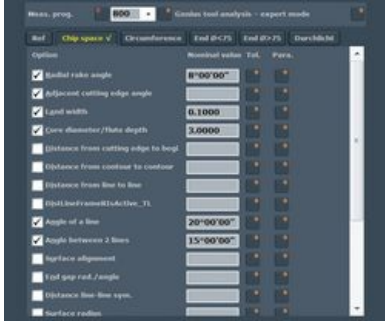 Meas. prog. 800 Genius tool analysis - expert mode
Ref Chip space √ Circumference End Ø<75 End Ø>75 Durchlicht
Option Nominal value Tol. Para.
Radial rake angle 8°00'00"
Adjacent cutting edge angle
Land width 0.1000
Core diameter/flute depth 3.0000
Distance from cutting edge to begi
Distance from contour to contour
Distance from line to line
DistLineFrameRIsActive_TL
Angle of a line 20°00'00"
Angle between 2 lines 15°00'00"
Surface alignment
End gap rad./angle
Distance line-line sym.
Surface radius